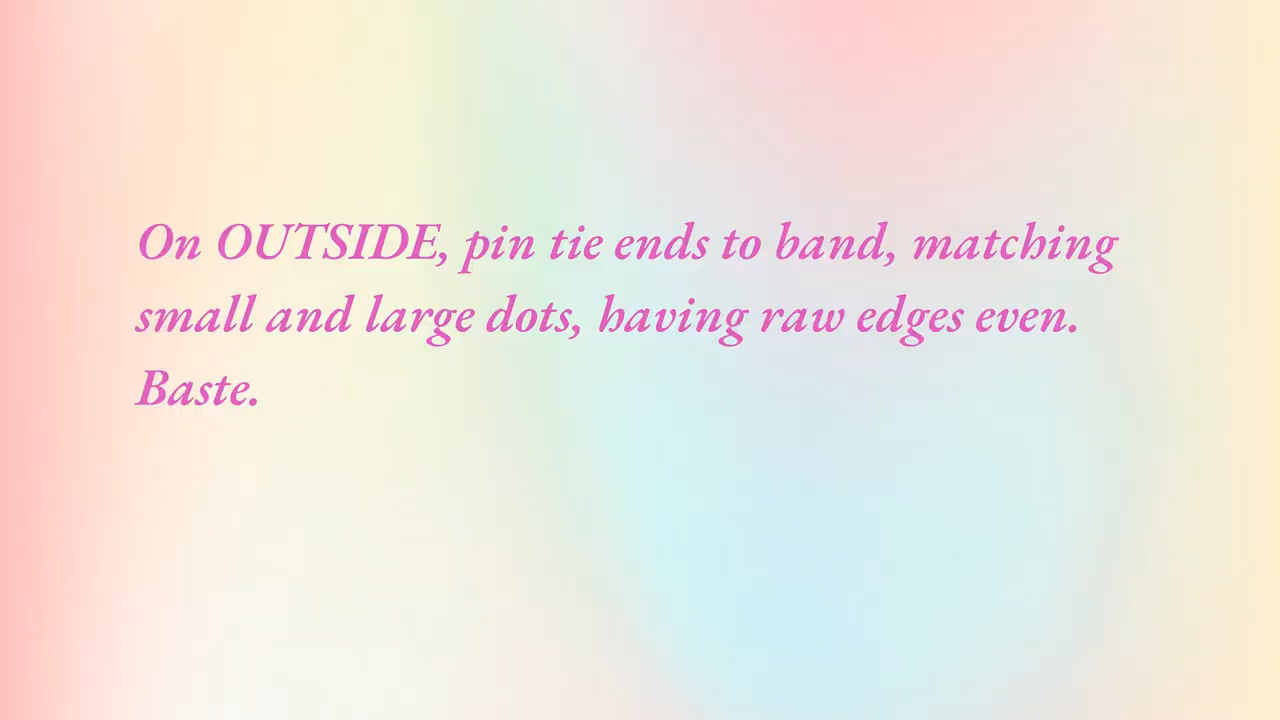 On OUTSIDE, pin tie ends to band, matching
small and large dots, having raw edges even.
Baste.